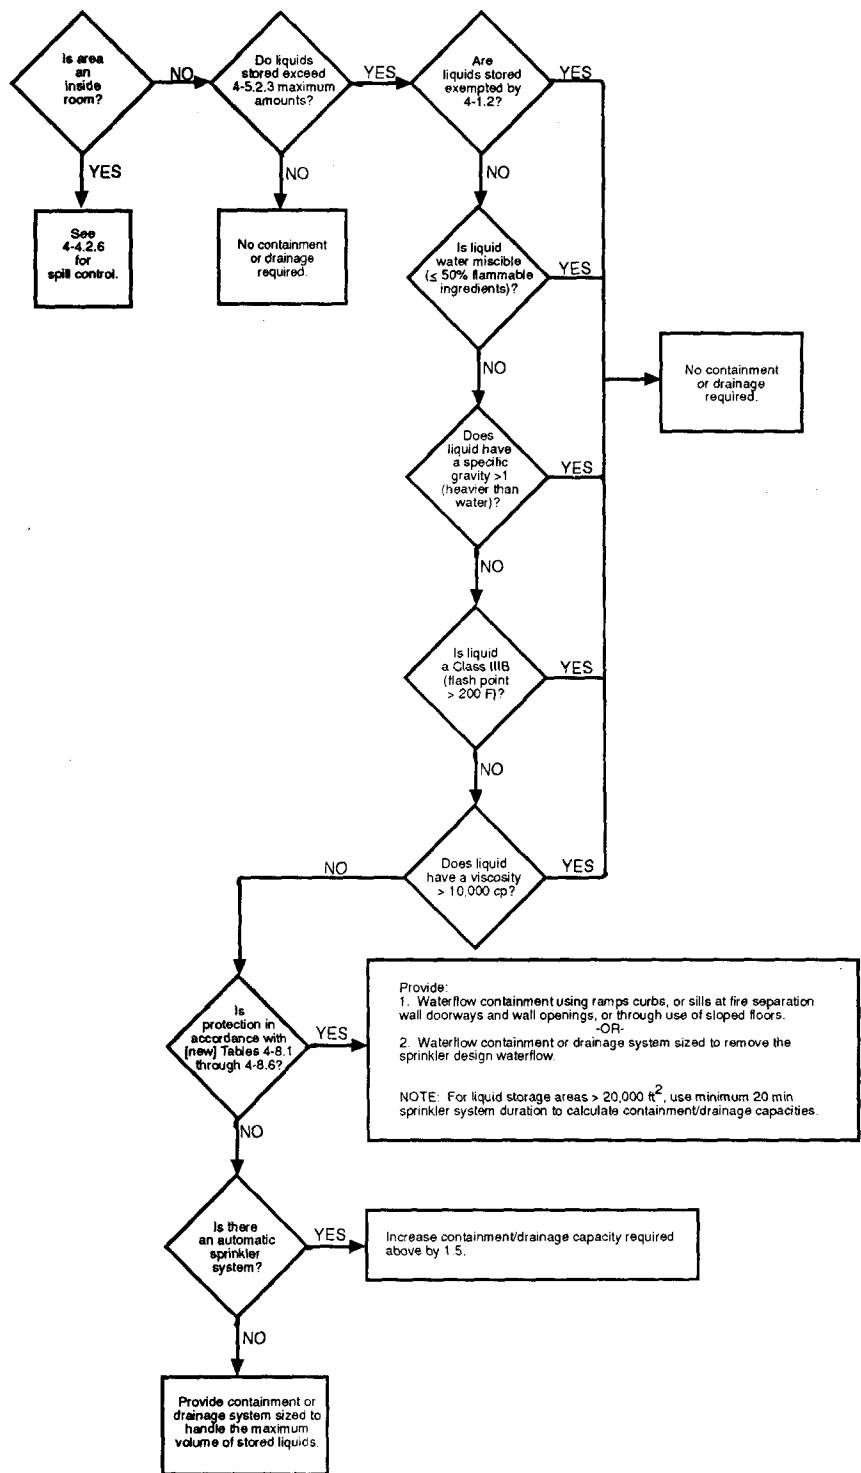 Is area
an
inside
room?
NO
Do liquids
stored exceed
4-5.2.3 maximum
amounts?
YES
Are
liquids stored
exempted by
4-1.2?
YES
YES
NO
NO
See
4-4.2.6
for
spill control.
No containment
or drainage
required.
Is liquid
water miscible
(≤ 50% flammable
ingredients)?
YES
NO
No containment
or drainage
required.
Does
liquid have
a specific
gravity >1
(heavier than
water)?
YES
NO
Is liquid
a Class IIIB
(flash point
> 200 F)?
YES
NO
Does liquid
have a viscosity
> 10,000 cp?
YES
NO
Is
protection in
accordance with
[new] Tables 4-8.1
through 4-8.6?
YES
Provide:
1. Waterflow containment using ramps curbs, or sills at fire separation
wall doorways and wall openings, or through use of sloped floors.
-OR-
2. Waterflow containment or drainage system sized to remove the
sprinkler design waterflow.
NOTE: For liquid storage areas > 20,000 ft², use minimum 20 min
sprinkler system duration to calculate containment/drainage capacities.
NO
Is there
an automatic
sprinkler
system?
YES
Increase containment/drainage capacity required
above by 1.5.
NO
Provide containment or
drainage system sized to
handle the maximum
volume of stored liquids.